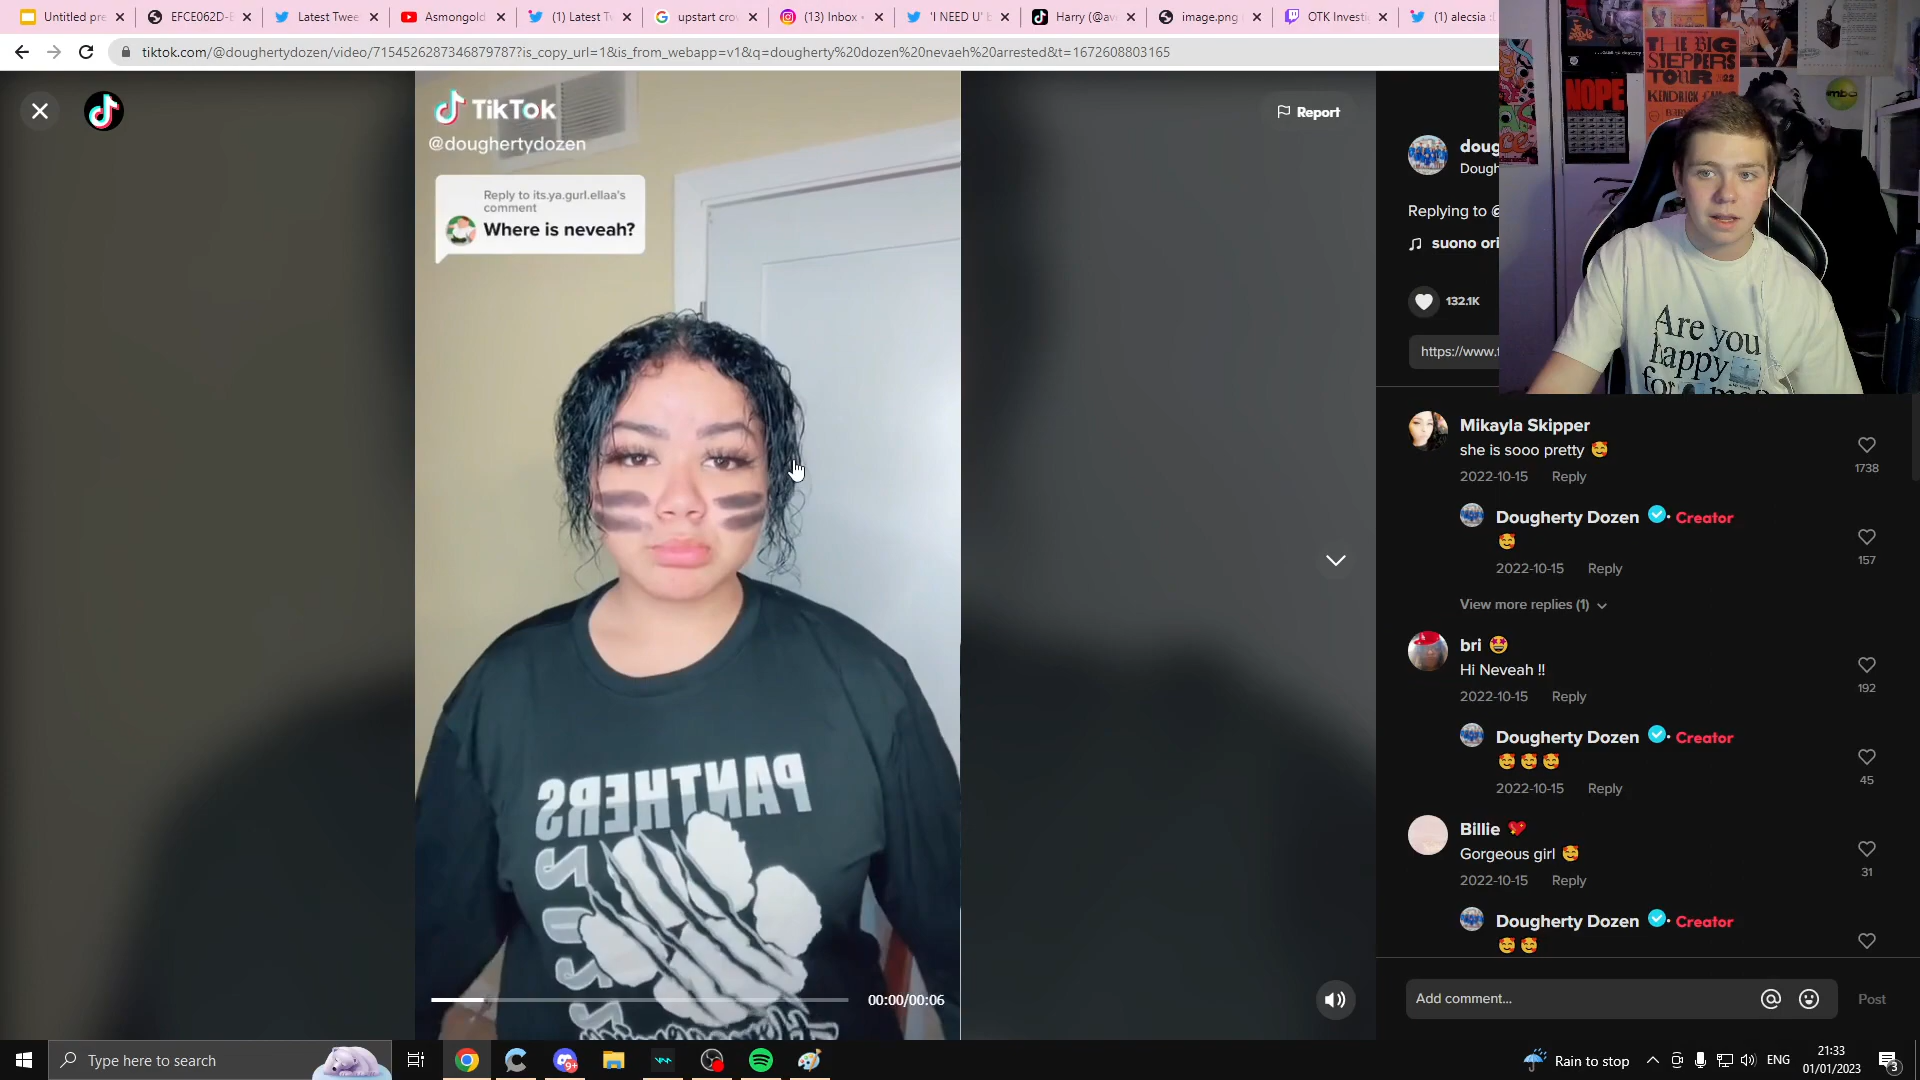 Untitled pre
EFCE062D-E
Latest Twee
Asmongold
(1) Latest T
upstart cro
(13) Inbox •
'I NEED U' b
Harry (@av
image.png
OTK Investi
(1) alecsia :(
tiktok.com/@doughertydozen/video/7154526287346879787?is_copy_url=1&is_from_webapp=v1&q=dougherty%20dozen%20nevaeh%20arrested&t=1672608803165
TikTok
@doughertydozen
Reply to its.ya.gurl.ellaa's
comment
Where is neveah?
Report
PANTHERS
00:00/00:06
doug
Dough
Replying to @
suono ori
132.1K
https://www.t
THE BIG
STEPPERS
TOUR
KENDRICK
NOPE
Are you
happy
for
Mikayla Skipper
she is sooo pretty 🥰
1738
2022-10-15 Reply
Dougherty Dozen · Creator
🥰
157
2022-10-15 Reply
View more replies (1)
bri 🤩
Hi Neveah !!
192
2022-10-15 Reply
Dougherty Dozen · Creator
🥰 🥰 🥰
45
2022-10-15 Reply
Billie 💖
Gorgeous girl 🥰
31
2022-10-15 Reply
Dougherty Dozen · Creator
🥰 🥰
Add comment...
Post
Type here to search
9+
Rain to stop
ENG
21:33
01/01/2023
3